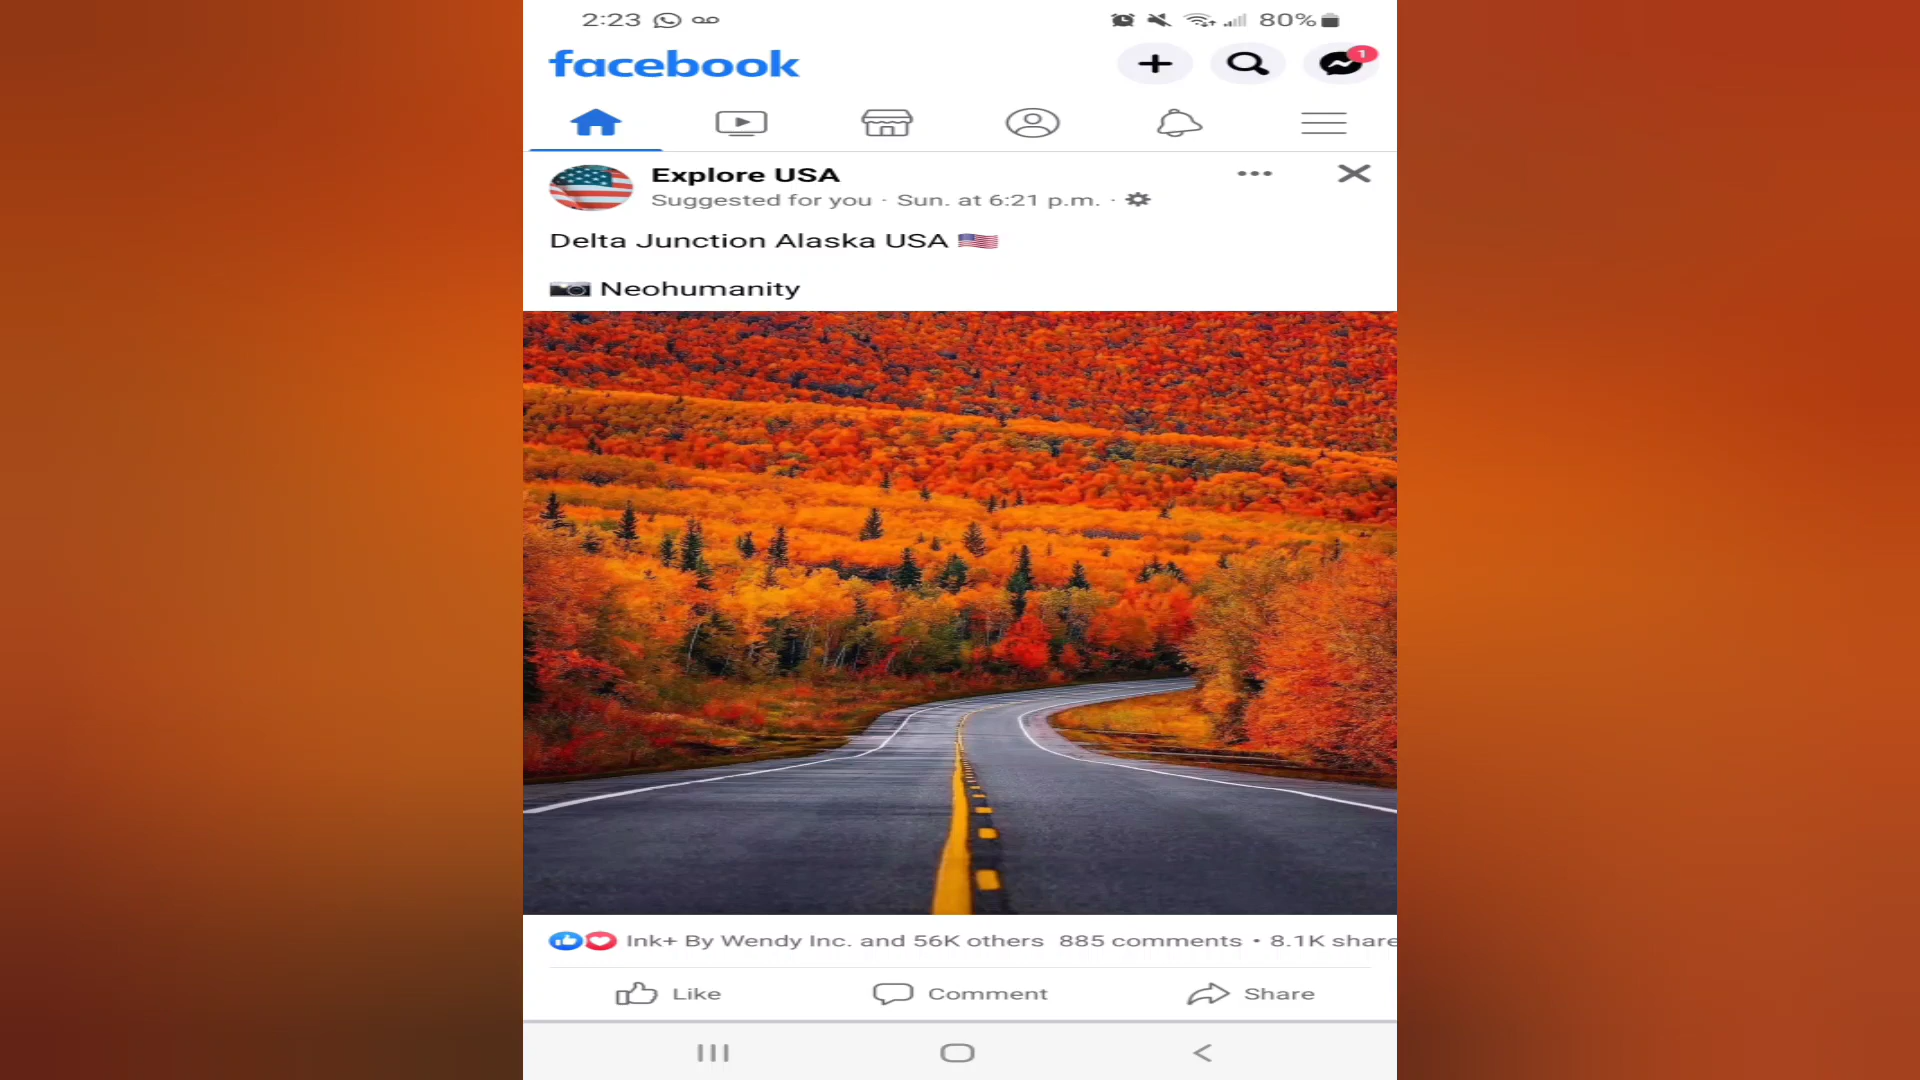 2:23 80%
facebook
1
Explore USA
Suggested for you · Sun. at 6:21 p.m. ·
Delta Junction Alaska USA 🇺🇸
📷 Neohumanity
Ink+ By Wendy Inc. and 56K others 885 comments • 8.1K share
Like Comment Share